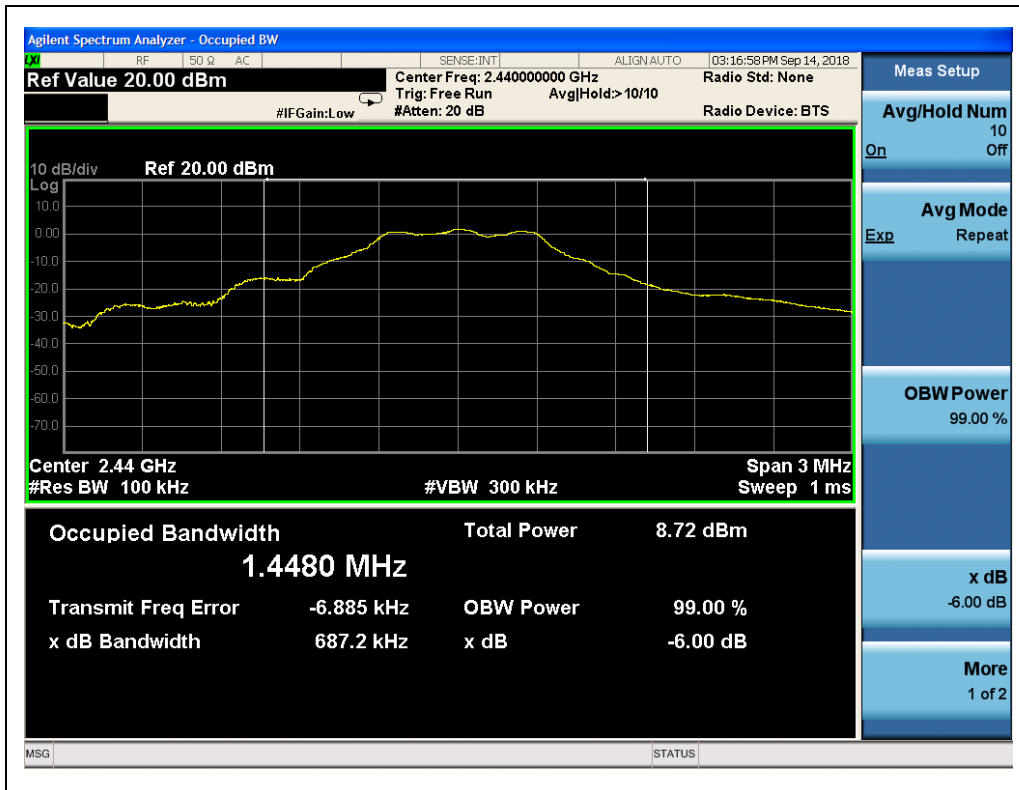 Agilent Spectrum Analyzer - Occupied BW
LXI RF 50 Ω AC SENSE:INT ALIGN AUTO 03:16:58 PM Sep 14, 2018
Ref Value 20.00 dBm
Center Freq: 2.440000000 GHz
Radio Std: None
Trig: Free Run Avg|Hold:>10/10
#IFGain:Low #Atten: 20 dB Radio Device: BTS
10 dB/div Ref 20.00 dBm
Log
10.0
0.00
-10.0
-20.0
-30.0
-40.0
-50.0
-60.0
-70.0
Center 2.44 GHz Span 3 MHz
#Res BW 100 kHz #VBW 300 kHz Sweep 1 ms
Occupied Bandwidth Total Power 8.72 dBm
1.4480 MHz
Transmit Freq Error -6.885 kHz OBW Power 99.00 %
x dB Bandwidth 687.2 kHz x dB -6.00 dB
Meas Setup
Avg/Hold Num
10
On Off
Avg Mode
Exp Repeat
OBW Power
99.00 %
x dB
-6.00 dB
More
1 of 2
MSG STATUS